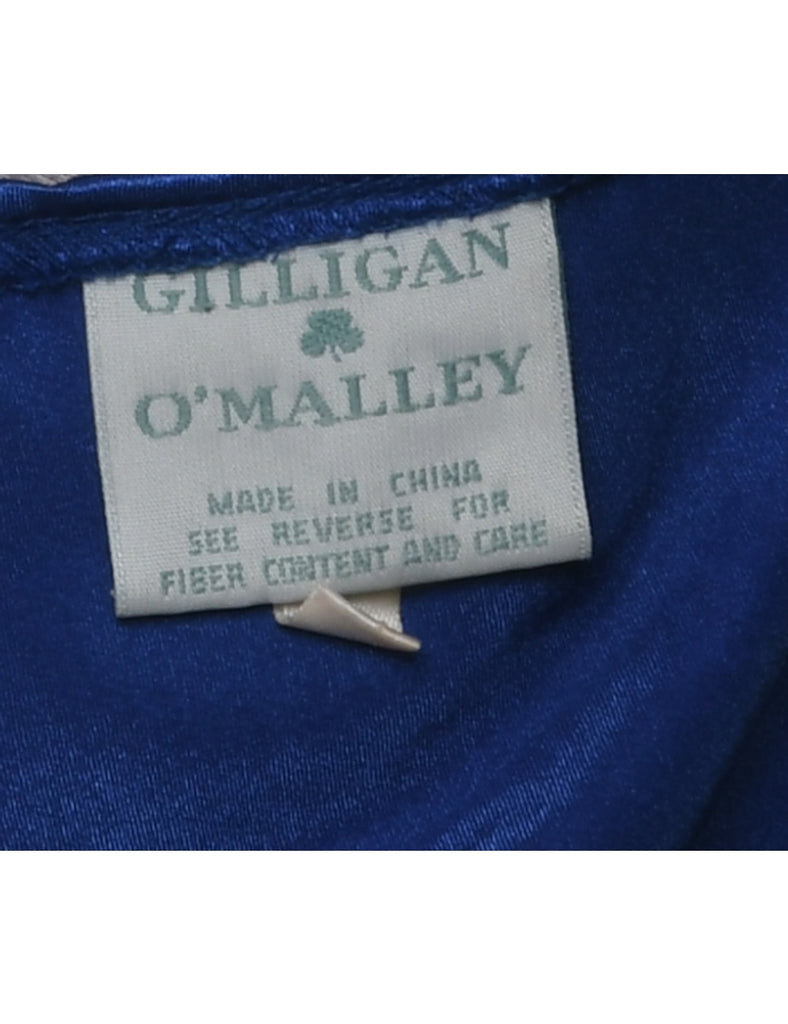 GILLIGAN
O'MALLEY
MADE IN CHINA
SEE REVERSE FOR
FIBER CONTENT AND CARE